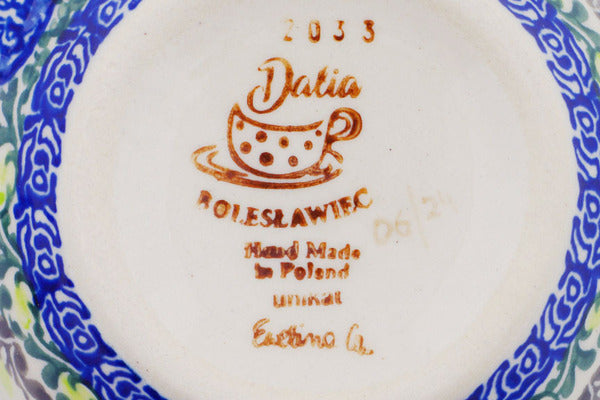 2033
Dalia
BOLESŁAWIEC
06/24
Hand Made
in Poland
unikat